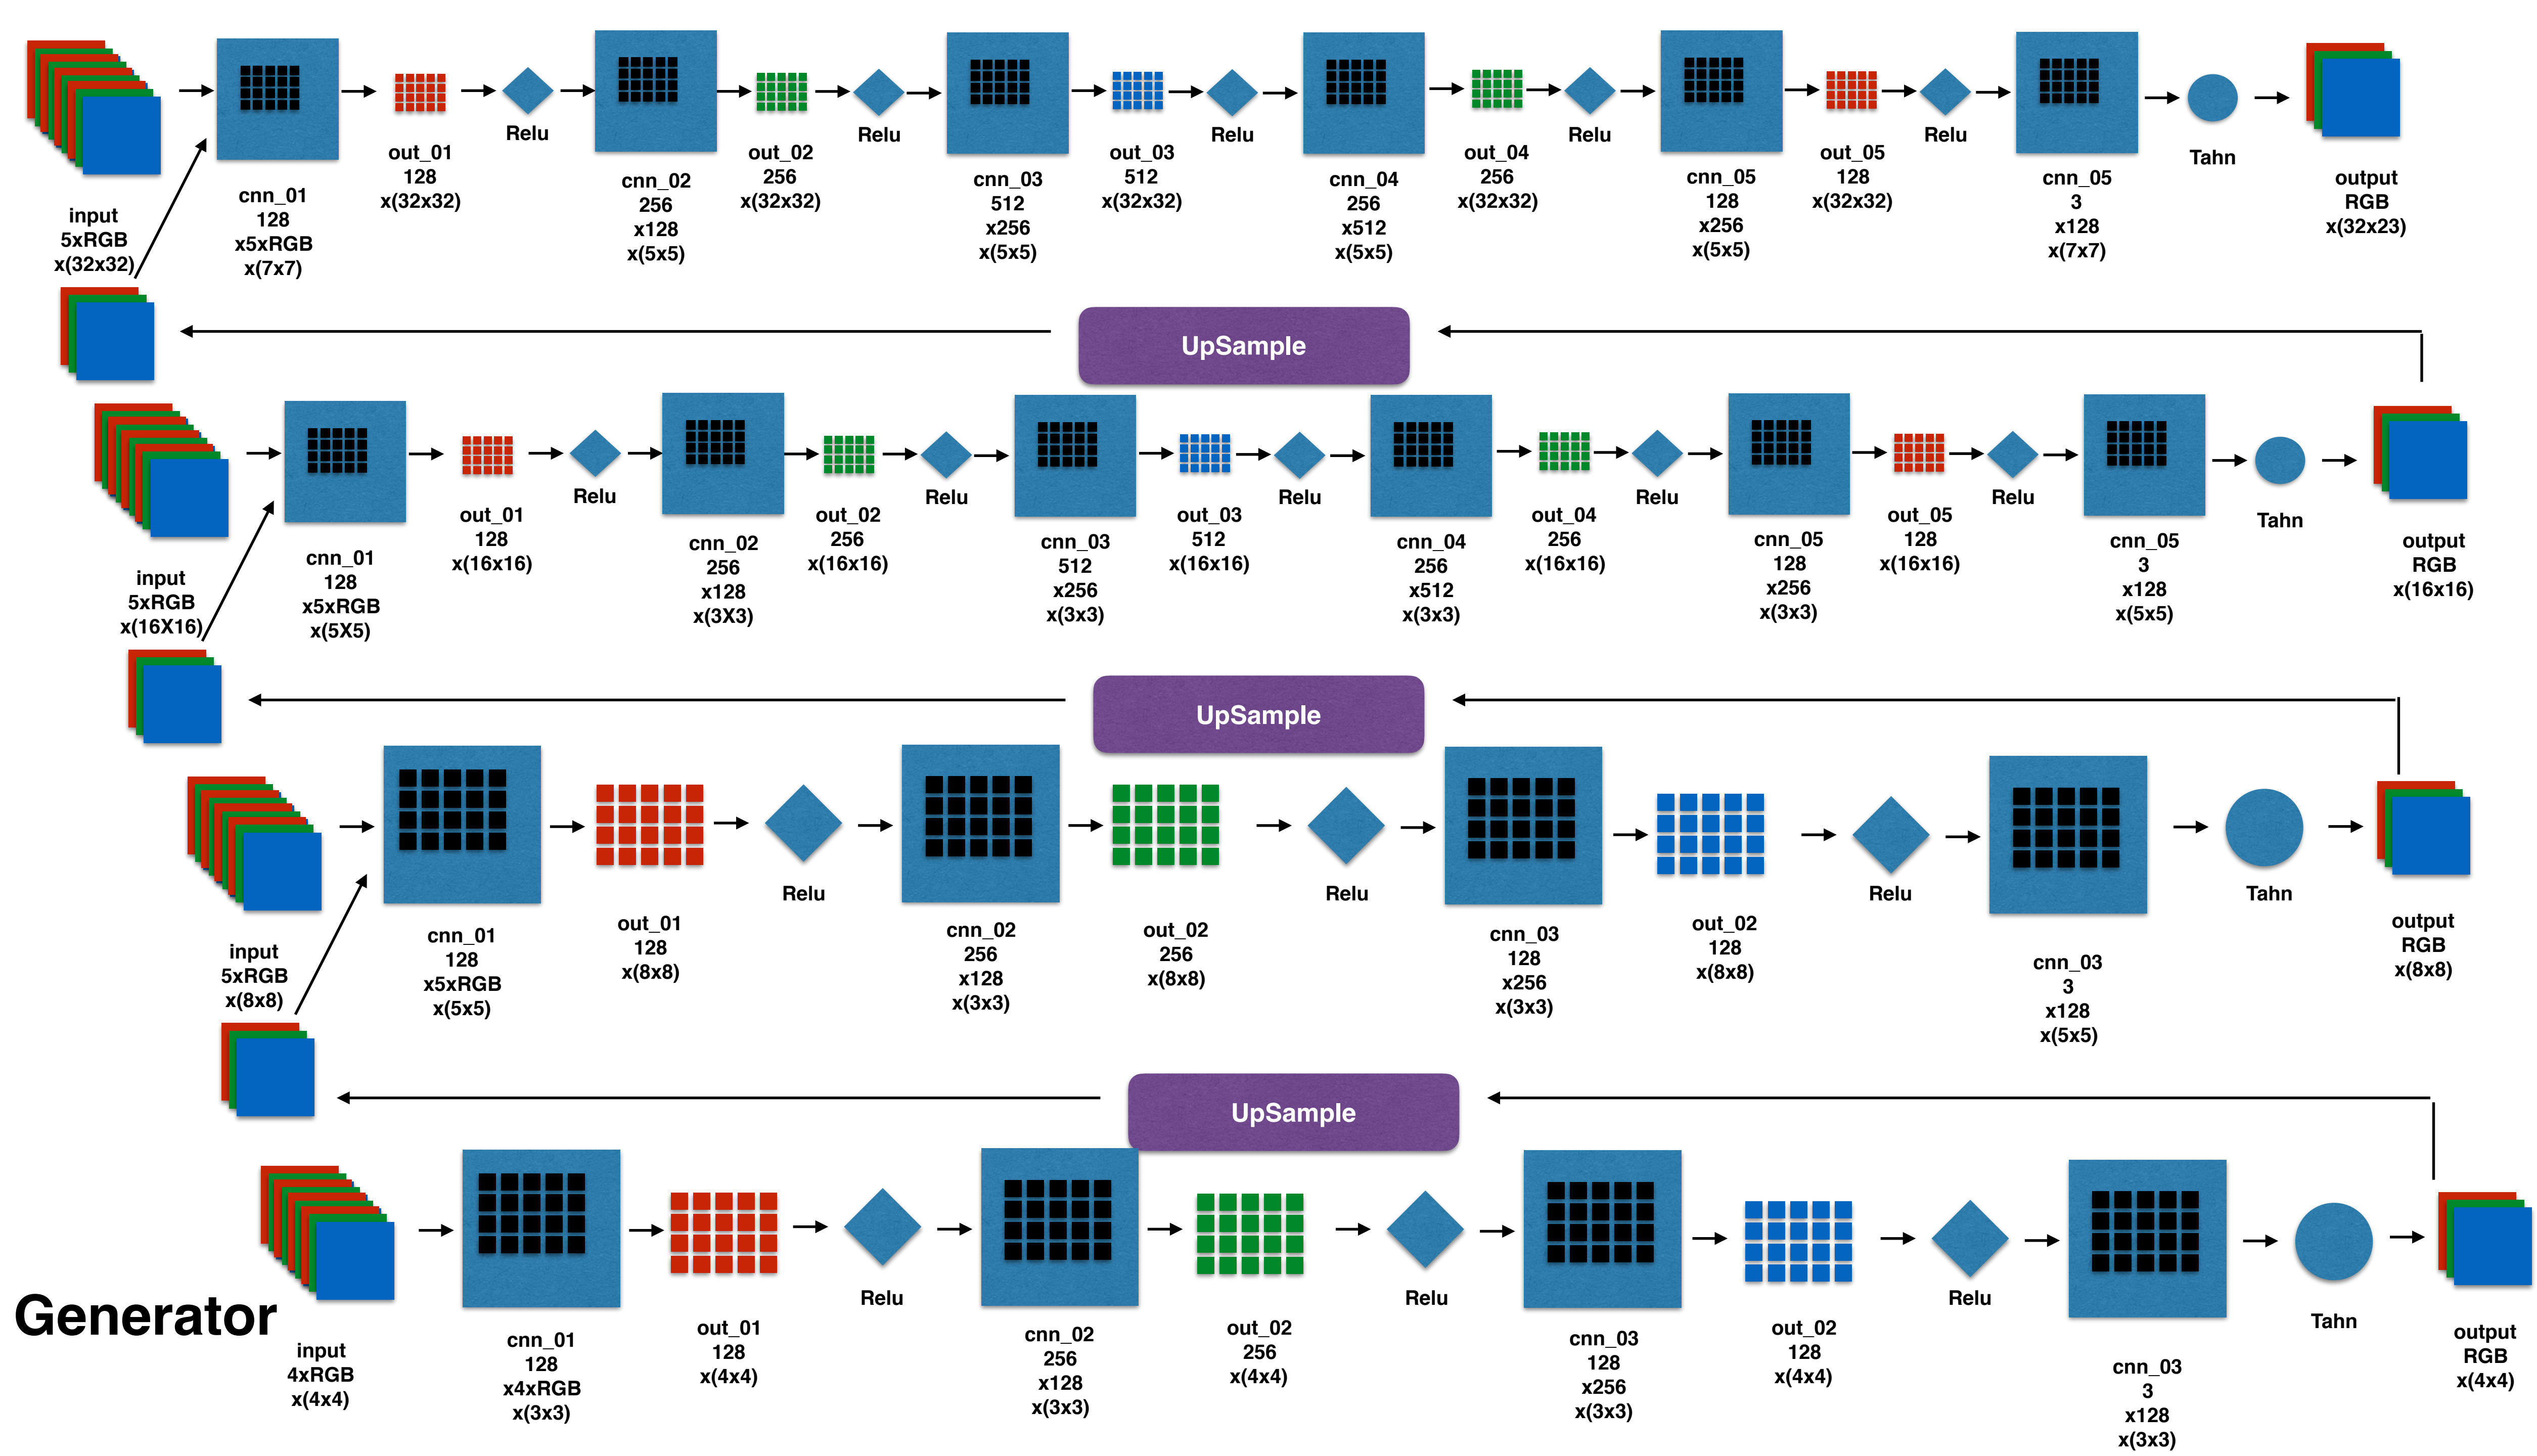 Relu
Relu
Relu
Relu
Relu
Tahn
input
5xRGB
x(32x32)
cnn_01
128
x5xRGB
x(7x7)
out_01
128
x(32x32)
cnn_02
256
x128
x(5x5)
out_02
256
x(32x32)
cnn_03
512
x256
x(5x5)
out_03
512
x(32x32)
cnn_04
256
x512
x(5x5)
out_04
256
x(32x32)
cnn_05
128
x256
x(5x5)
out_05
128
x(32x32)
cnn_05
3
x128
x(7x7)
output
RGB
x(32x23)
UpSample
Relu
Relu
Relu
Relu
Relu
Tahn
input
5xRGB
x(16X16)
cnn_01
128
x5xRGB
x(5X5)
out_01
128
x(16x16)
cnn_02
256
x128
x(3X3)
out_02
256
x(16x16)
cnn_03
512
x256
x(3x3)
out_03
512
x(16x16)
cnn_04
256
x512
x(3x3)
out_04
256
x(16x16)
cnn_05
128
x256
x(3x3)
out_05
128
x(16x16)
cnn_05
3
x128
x(5x5)
output
RGB
x(16x16)
UpSample
Relu
Relu
Relu
Tahn
input
5xRGB
x(8x8)
cnn_01
128
x5xRGB
x(5x5)
out_01
128
x(8x8)
cnn_02
256
x128
x(3x3)
out_02
256
x(8x8)
cnn_03
128
x256
x(3x3)
out_02
128
x(8x8)
cnn_03
3
x128
x(5x5)
output
RGB
x(8x8)
UpSample
Relu
Relu
Relu
Tahn
Generator
input
4xRGB
x(4x4)
cnn_01
128
x4xRGB
x(3x3)
out_01
128
x(4x4)
cnn_02
256
x128
x(3x3)
out_02
256
x(4x4)
cnn_03
128
x256
x(3x3)
out_02
128
x(4x4)
cnn_03
3
x128
x(3x3)
output
RGB
x(4x4)